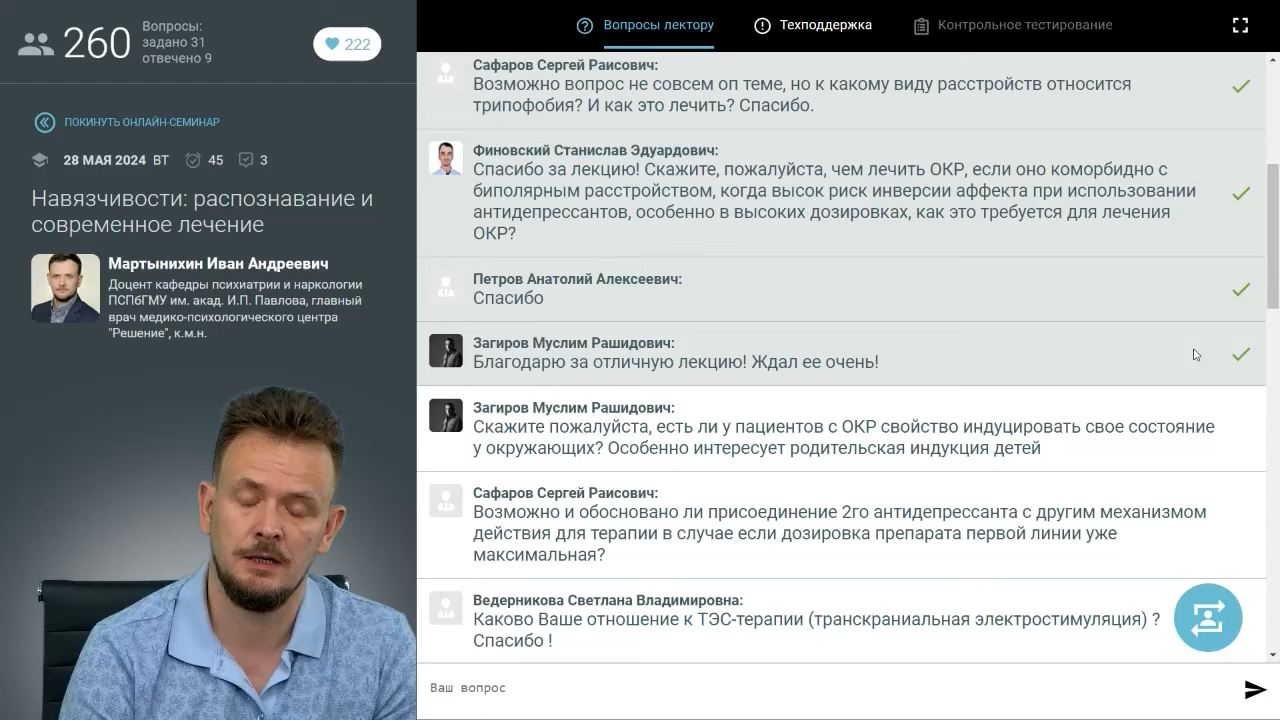 260
Вопросы:
задано 31
отвечено 9
222
ПОКИНУТЬ ОНЛАЙН-СЕМИНАР
28 МАЯ 2024 ВТ 45 3
Навязчивости: распознавание и
современное лечение
Мартынихин Иван Андреевич
Доцент кафедры психиатрии и наркологии
ПСПбГМУ им. акад. И.П. Павлова, главный
врач медико-психологического центра
"Решение", к.м.н.
Вопросы лектору
Техподдержка
Контрольное тестирование
Сафаров Сергей Раисович:
Возможно вопрос не совсем оп теме, но к какому виду расстройств относится
трипофобия? И как это лечить? Спасибо.
Финовский Станислав Эдуардович:
Спасибо за лекцию! Скажите, пожалуйста, чем лечить ОКР, если оно коморбидно с
биполярным расстройством, когда высок риск инверсии аффекта при использовании
антидепрессантов, особенно в высоких дозировках, как это требуется для лечения
ОКР?
Петров Анатолий Алексеевич:
Спасибо
Загиров Муслим Рашидович:
Благодарю за отличную лекцию! Ждал ее очень!
Загиров Муслим Рашидович:
Скажите пожалуйста, есть ли у пациентов с ОКР свойство индуцировать свое состояние
у окружающих? Особенно интересует родительская индукция детей
Сафаров Сергей Раисович:
Возможно и обосновано ли присоединение 2го антидепрессанта с другим механизмом
действия для терапии в случае если дозировка препарата первой линии уже
максимальная?
Ведерникова Светлана Владимировна:
Каково Ваше отношение к ТЭС-терапии (транскраниальная электростимуляция) ?
Спасибо !
Ваш вопрос